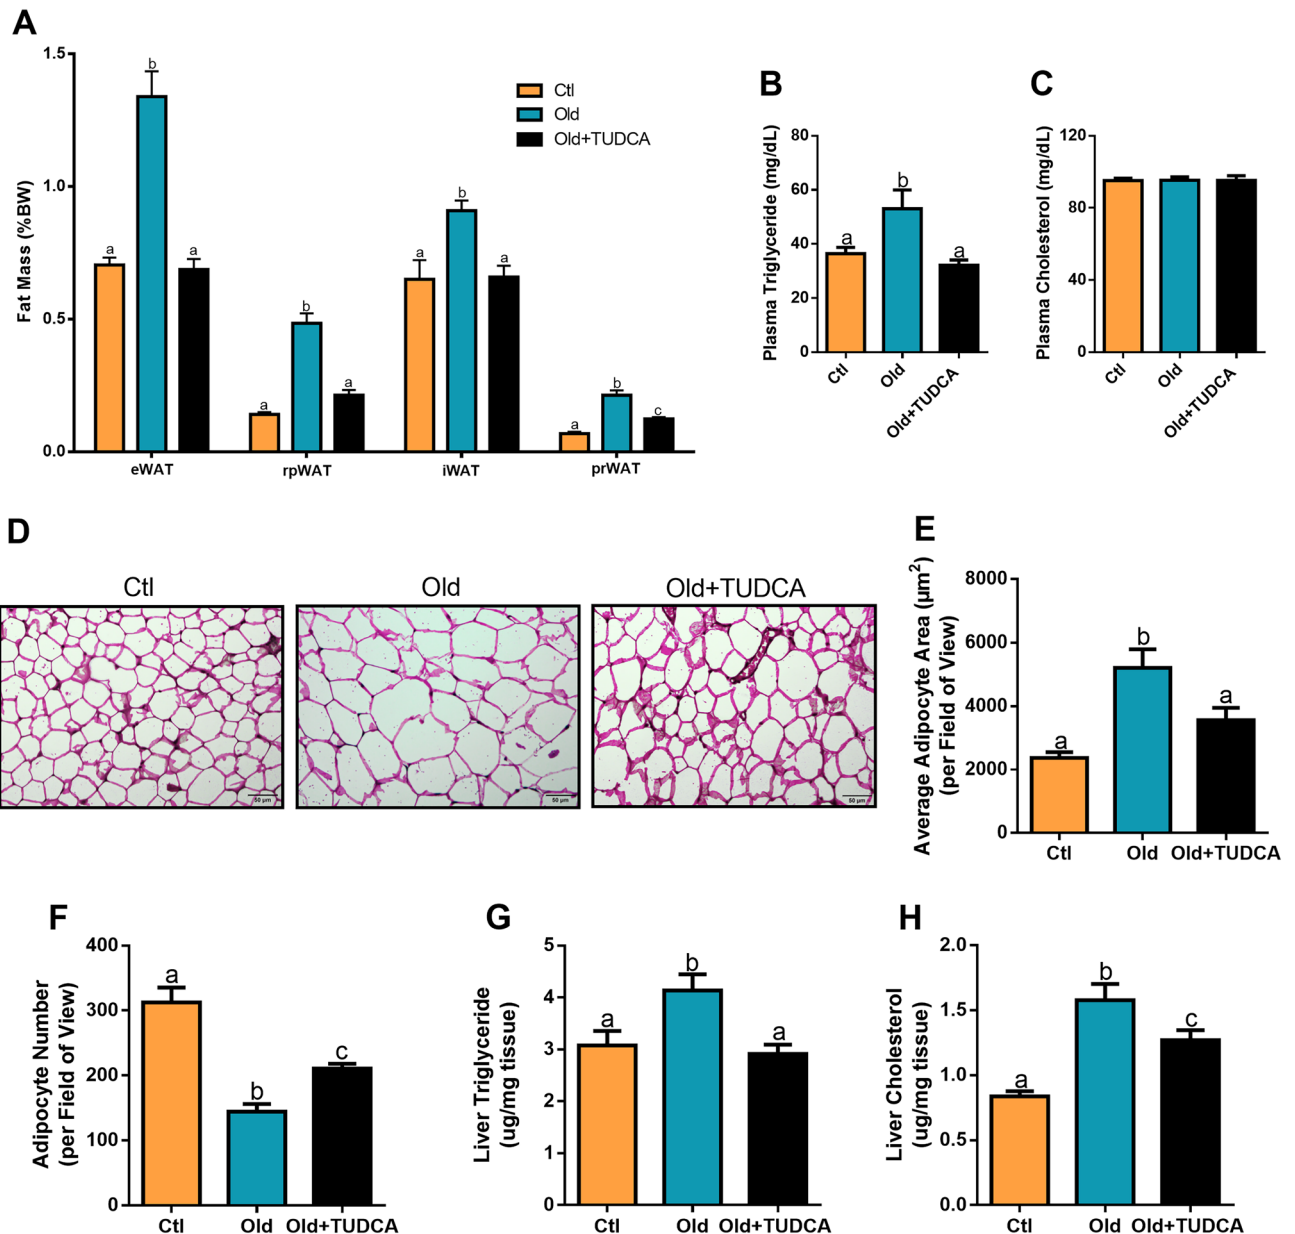 A
1.5
1.0
0.5
0.0
Fat Mass (%BW)
a
b
a
a
b
a
a
b
a
a
b
c
eWAT
rpWAT
iWAT
prWAT
Ctl
Old
Old+TUDCA
B
80
60
40
20
0
Plasma Triglyceride (mg/dL)
a
b
a
Ctl
Old
Old+TUDCA
C
120
80
40
0
Plasma Cholesterol (mg/dL)
Ctl
Old
Old+TUDCA
D
Ctl
Old
Old+TUDCA
50 µm
50 µm
50 µm
E
8000
6000
4000
2000
0
Average Adipocyte Area (µm²)
(per Field of View)
a
b
a
Ctl
Old
Old+TUDCA
F
400
300
200
100
0
Adipocyte Number
(per Field of View)
a
b
c
Ctl
Old
Old+TUDCA
G
5
4
3
2
1
0
Liver Triglyceride
(ug/mg tissue)
a
b
a
Ctl
Old
Old+TUDCA
H
2.0
1.5
1.0
0.5
0.0
Liver Cholesterol
(ug/mg tissue)
a
b
c
Ctl
Old
Old+TUDCA